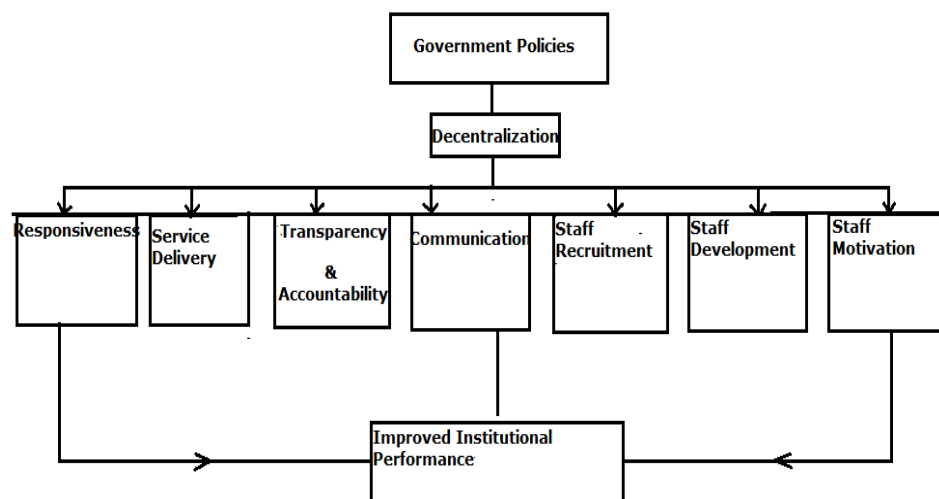 Government Policies
Decentralization
Responsiveness
Service
Delivery
Transparency
&
Accountability
Communication
Staff
Recruitment
Staff
Development
Staff
Motivation
Improved Institutional
Performance